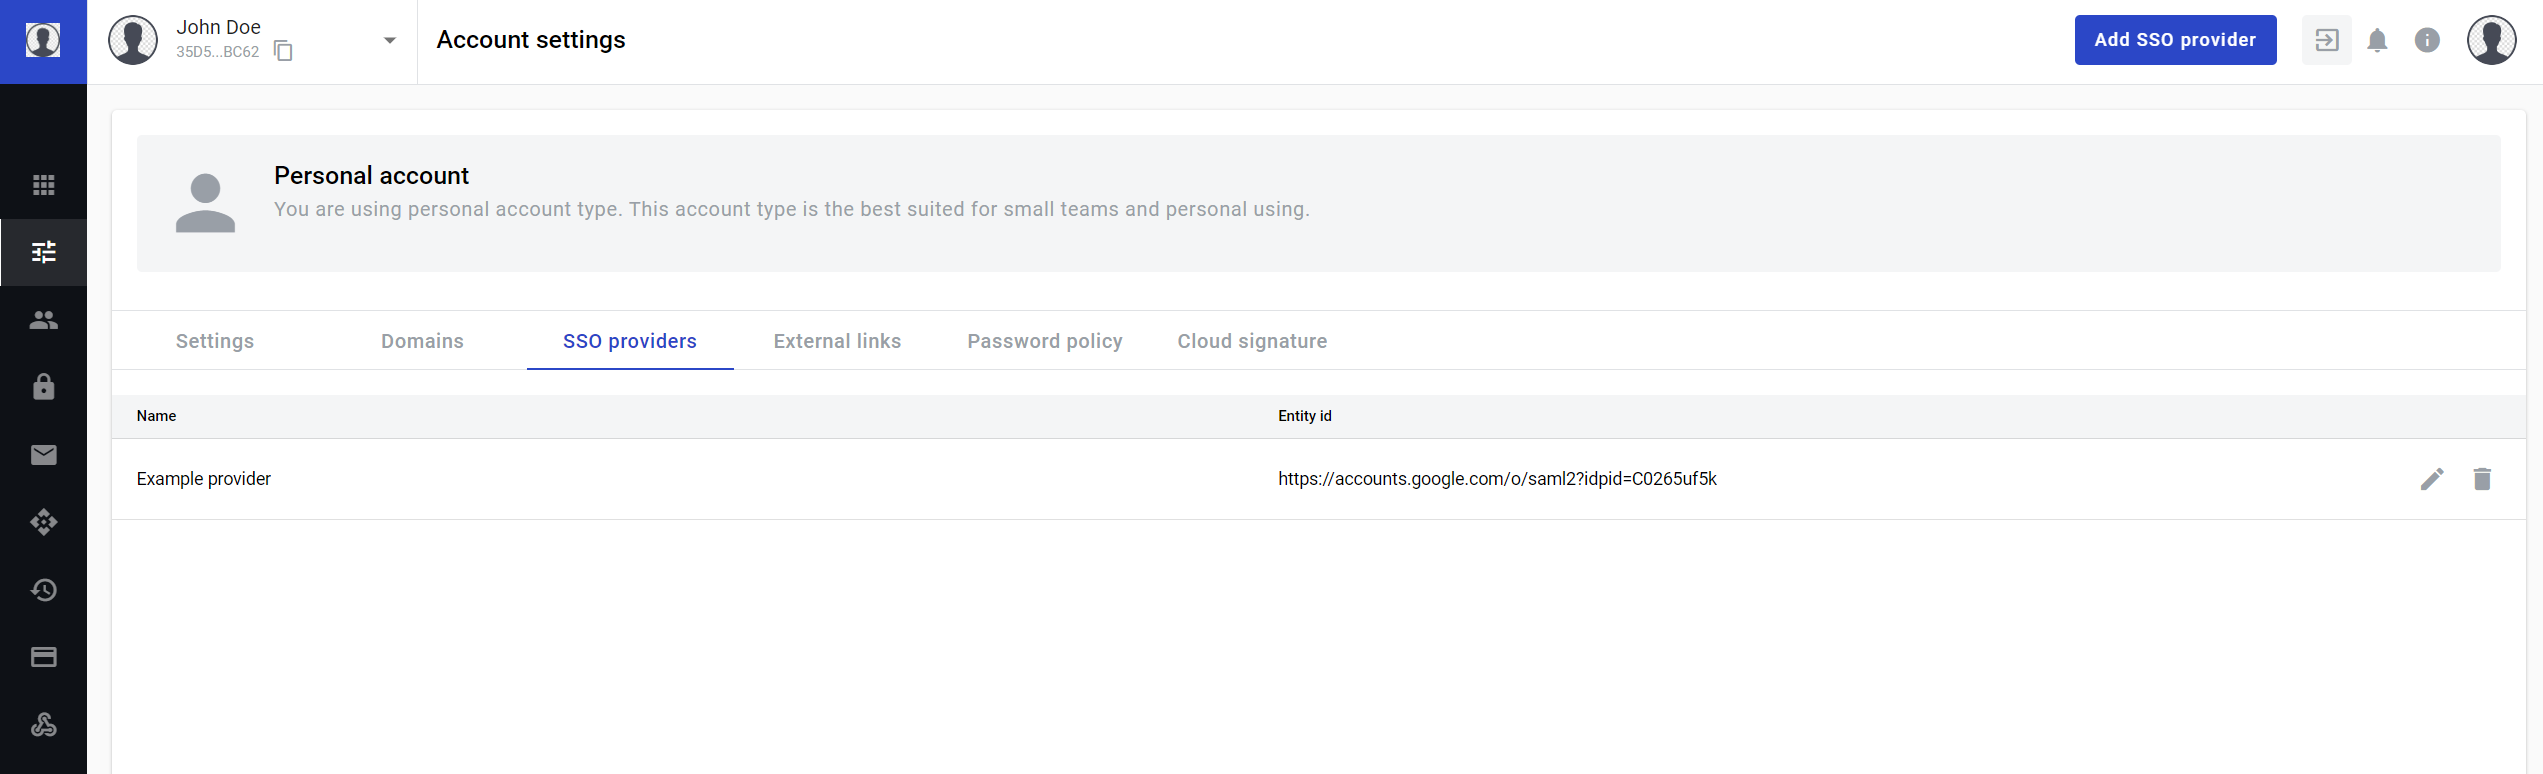 John Doe
35D5...BC62
Account settings
Add SSO provider
Personal account
You are using personal account type. This account type is the best suited for small teams and personal using.
Settings Domains SSO providers External links Password policy Cloud signature
Name Entity id
Example provider https://accounts.google.com/o/saml2?idpid=C0265uf5k